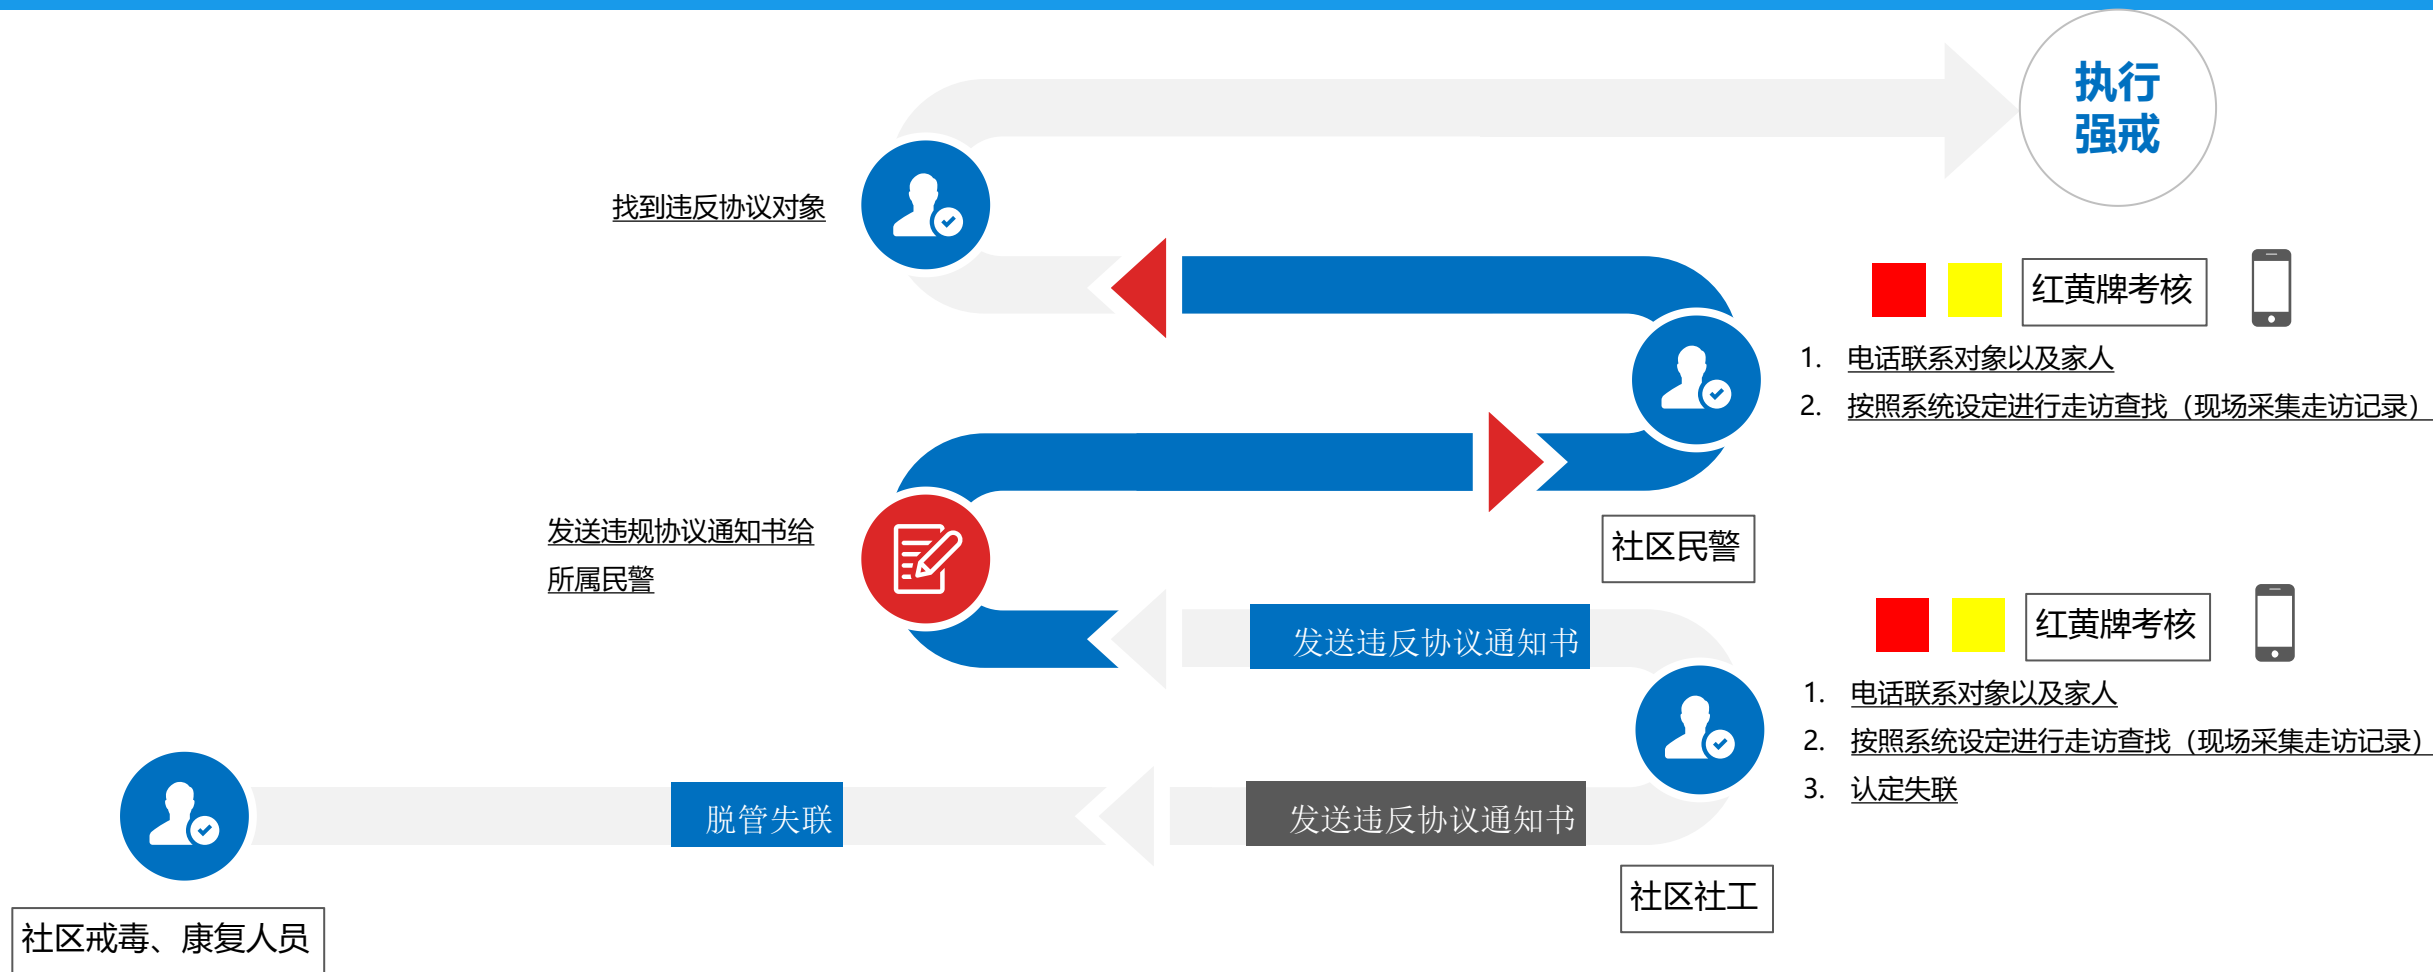 执行
强戒
找到违反协议对象
红黄牌考核
1. 电话联系对象以及家人
2. 按照系统设定进行走访查找（现场采集走访记录）
发送违规协议通知书给
所属民警
社区民警
发送违反协议通知书
红黄牌考核
1. 电话联系对象以及家人
2. 按照系统设定进行走访查找（现场采集走访记录）
3. 认定失联
脱管失联
发送违反协议通知书
社区社工
社区戒毒、康复人员